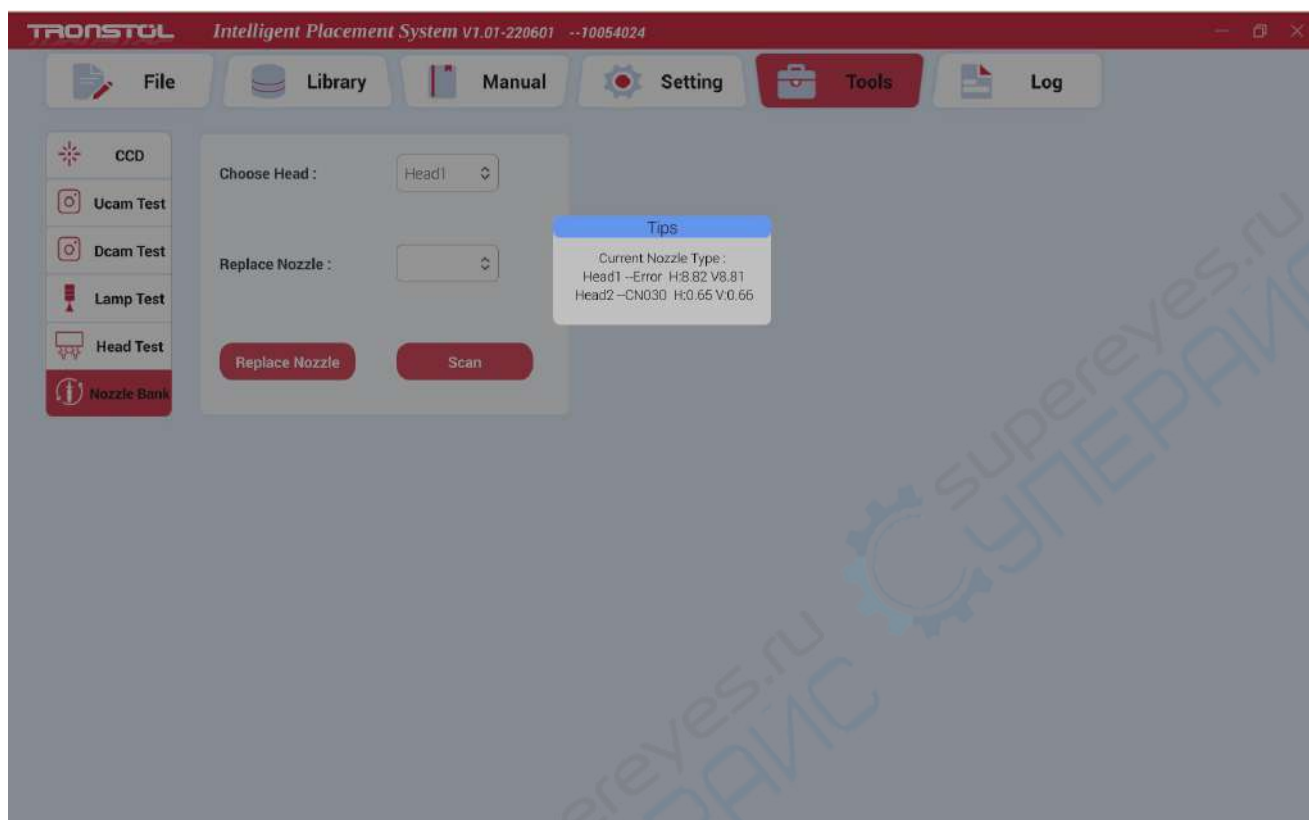 TRONSTOL Intelligent Placement System V1.01-220601 --10054024
File Library Manual Setting Tools Log
CCD
Ucam Test
Dcam Test
Lamp Test
Head Test
Nozzle Bank
Choose Head : Head1
Replace Nozzle :
Replace Nozzle Scan
Tips
Current Nozzle Type :
Head1 --Error H:8.82 V8.81
Head2 --CN030 H:0.65 V:0.66
supereyes.ru
СУПЕРАЙС
supereyes.ru